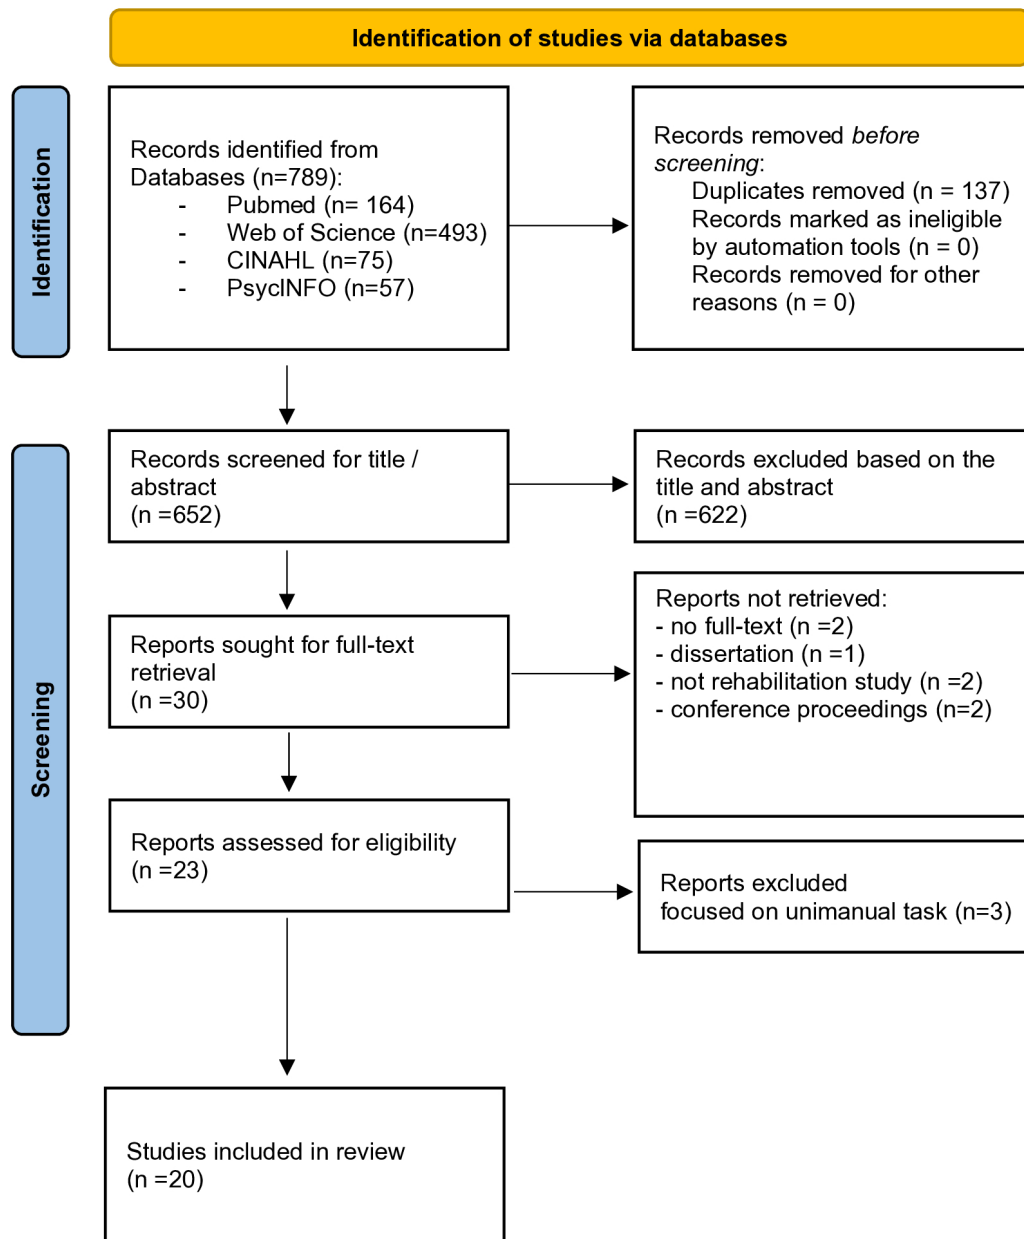 Identification of studies via databases
Identification
Records identified from
Databases (n=789):
- Pubmed (n= 164)
- Web of Science (n=493)
- CINAHL (n=75)
- PsycINFO (n=57)
Records removed before
screening:
Duplicates removed (n = 137)
Records marked as ineligible
by automation tools (n = 0)
Records removed for other
reasons (n = 0)
Screening
Records screened for title /
abstract
(n =652)
Records excluded based on the
title and abstract
(n =622)
Reports sought for full-text
retrieval
(n =30)
Reports not retrieved:
- no full-text (n =2)
- dissertation (n =1)
- not rehabilitation study (n =2)
- conference proceedings (n=2)
Reports assessed for eligibility
(n =23)
Reports excluded
focused on unimanual task (n=3)
Studies included in review
(n =20)